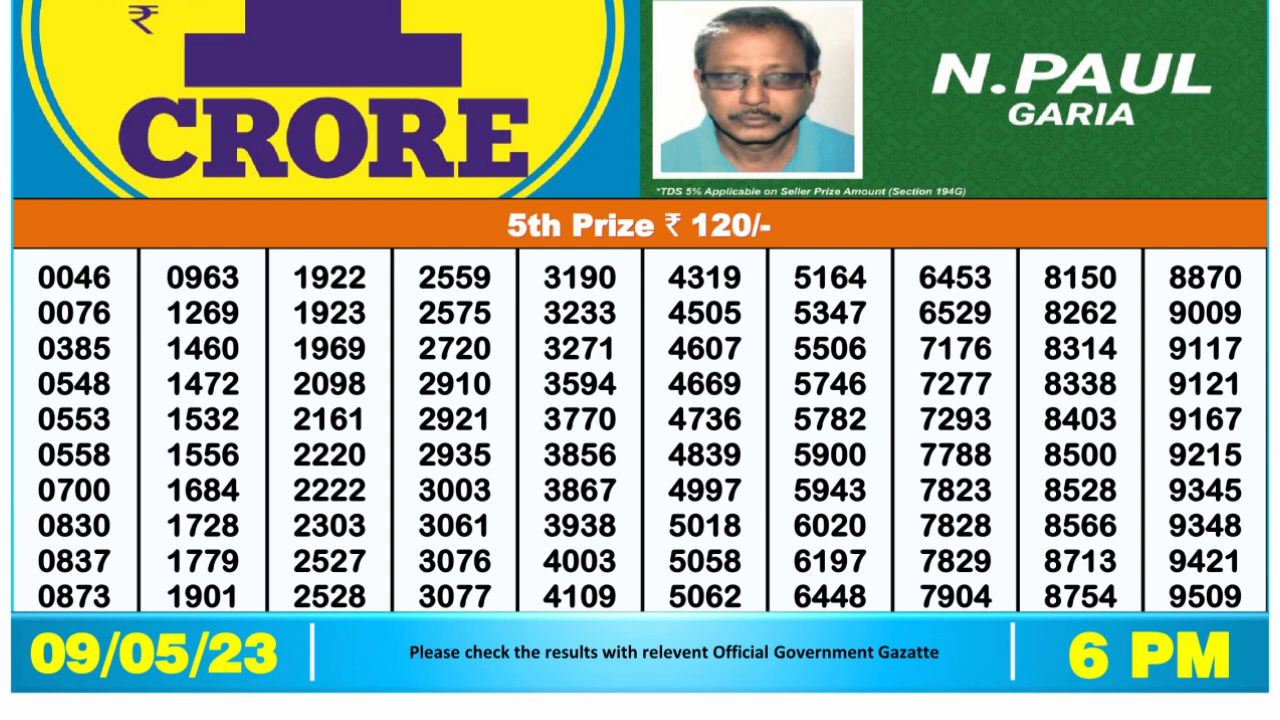 ₹
1
CRORE
N.PAUL
GARIA
*TDS 5% Applicable on Seller Prize Amount (Section 194G)
5th Prize ₹ 120/-
0046 0963 1922 2559 3190 4319 5164 6453 8150 8870
0076 1269 1923 2575 3233 4505 5347 6529 8262 9009
0385 1460 1969 2720 3271 4607 5506 7176 8314 9117
0548 1472 2098 2910 3594 4669 5746 7277 8338 9121
0553 1532 2161 2921 3770 4736 5782 7293 8403 9167
0558 1556 2220 2935 3856 4839 5900 7788 8500 9215
0700 1684 2222 3003 3867 4997 5943 7823 8528 9345
0830 1728 2303 3061 3938 5018 6020 7828 8566 9348
0837 1779 2527 3076 4003 5058 6197 7829 8713 9421
0873 1901 2528 3077 4109 5062 6448 7904 8754 9509
09/05/23
Please check the results with relevent Official Government Gazatte
6 PM